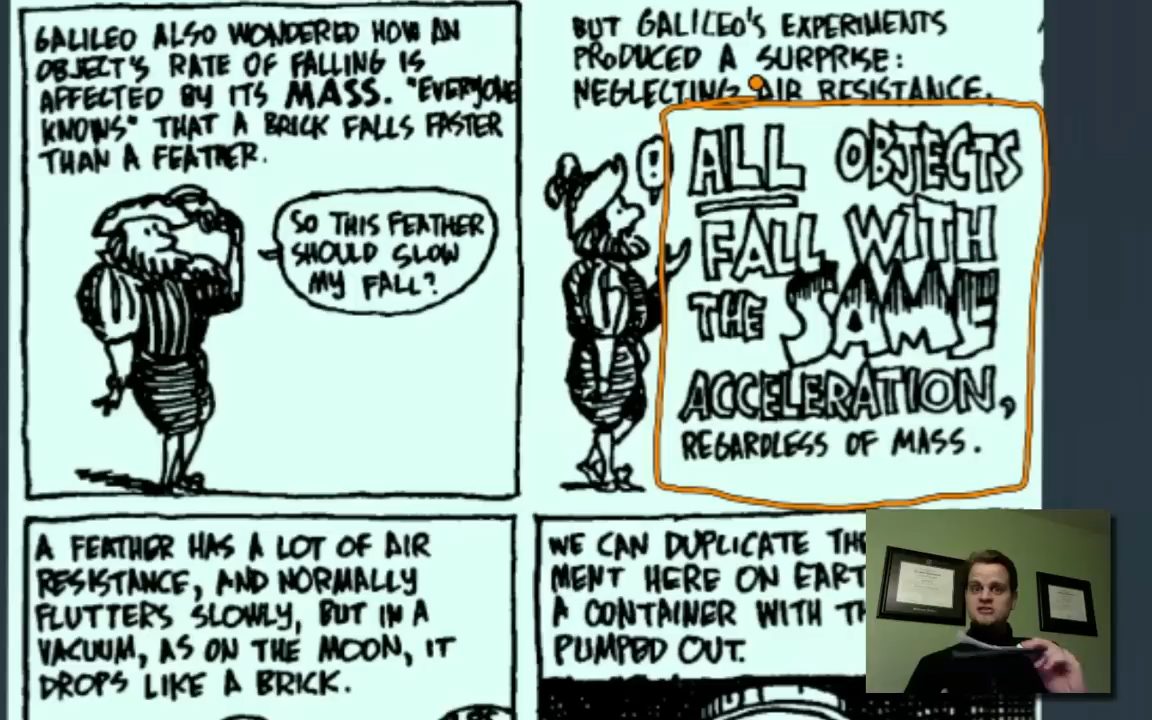 GALILEO ALSO WONDERED HOW AN
OBJECT'S RATE OF FALLING IS
AFFECTED BY ITS MASS. "EVERYONE
KNOWS" THAT A BRICK FALLS FASTER
THAN A FEATHER.
SO THIS FEATHER
SHOULD SLOW
MY FALL?
BUT GALILEO'S EXPERIMENTS
PRODUCED A SURPRISE:
NEGLECTING AIR RESISTANCE,
!
ALL OBJECTS
FALL WITH
THE SAME
ACCELERATION,
REGARDLESS OF MASS.
A FEATHER HAS A LOT OF AIR
RESISTANCE, AND NORMALLY
FLUTTERS SLOWLY, BUT IN A
VACUUM, AS ON THE MOON, IT
DROPS LIKE A BRICK.
WE CAN DUPLICATE
MENT HERE ON
A CONTAINER WITH
PUMPED OUT.